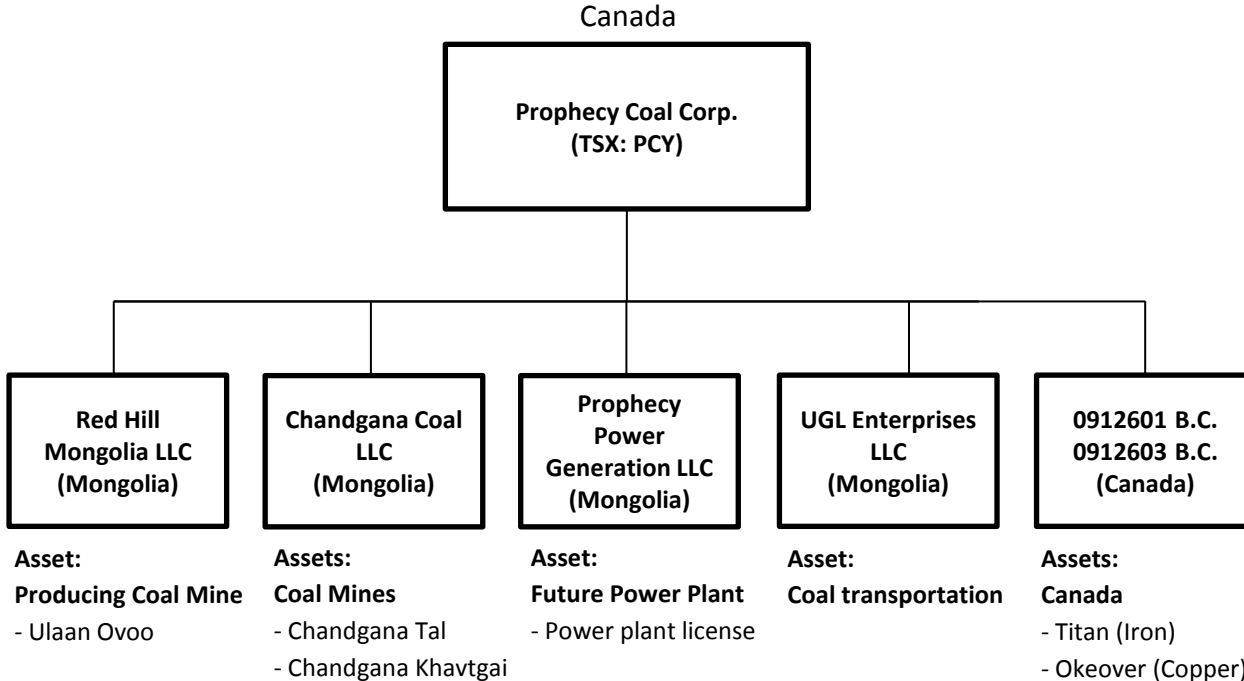 Canada
Prophecy Coal Corp.
(TSX: PCY)
Red Hill
Mongolia LLC
(Mongolia)
Chandgana Coal
LLC
(Mongolia)
Prophecy
Power
Generation LLC
(Mongolia)
UGL Enterprises
LLC
(Mongolia)
0912601 B.C.
0912603 B.C.
(Canada)
Asset:
Producing Coal Mine
- Ulaan Ovoo
Assets:
Coal Mines
- Chandgana Tal
- Chandgana Khavtgai
Asset:
Future Power Plant
- Power plant license
Asset:
Coal transportation
Assets:
Canada
- Titan (Iron)
- Okeover (Copper)